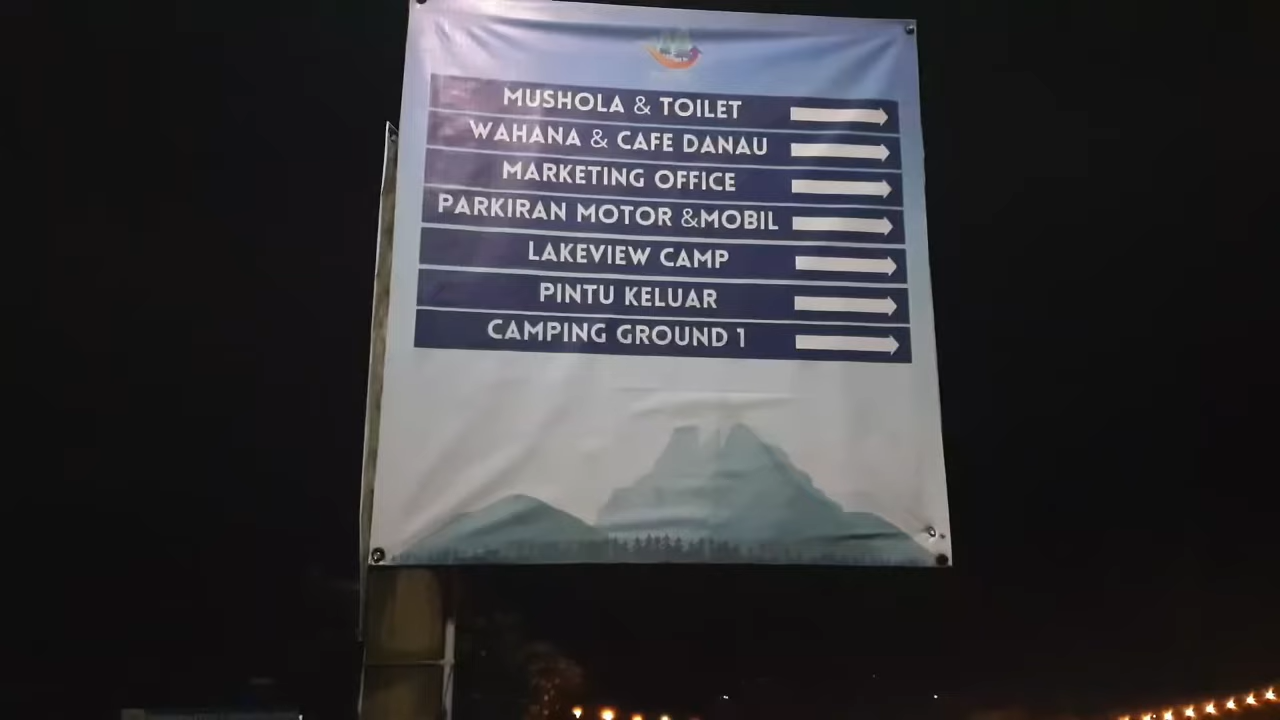 MUSHOLA & TOILET
WAHANA & CAFE DANAU
MARKETING OFFICE
PARKIRAN MOTOR &MOBIL
LAKEVIEW CAMP
PINTU KELUAR
CAMPING GROUND 1